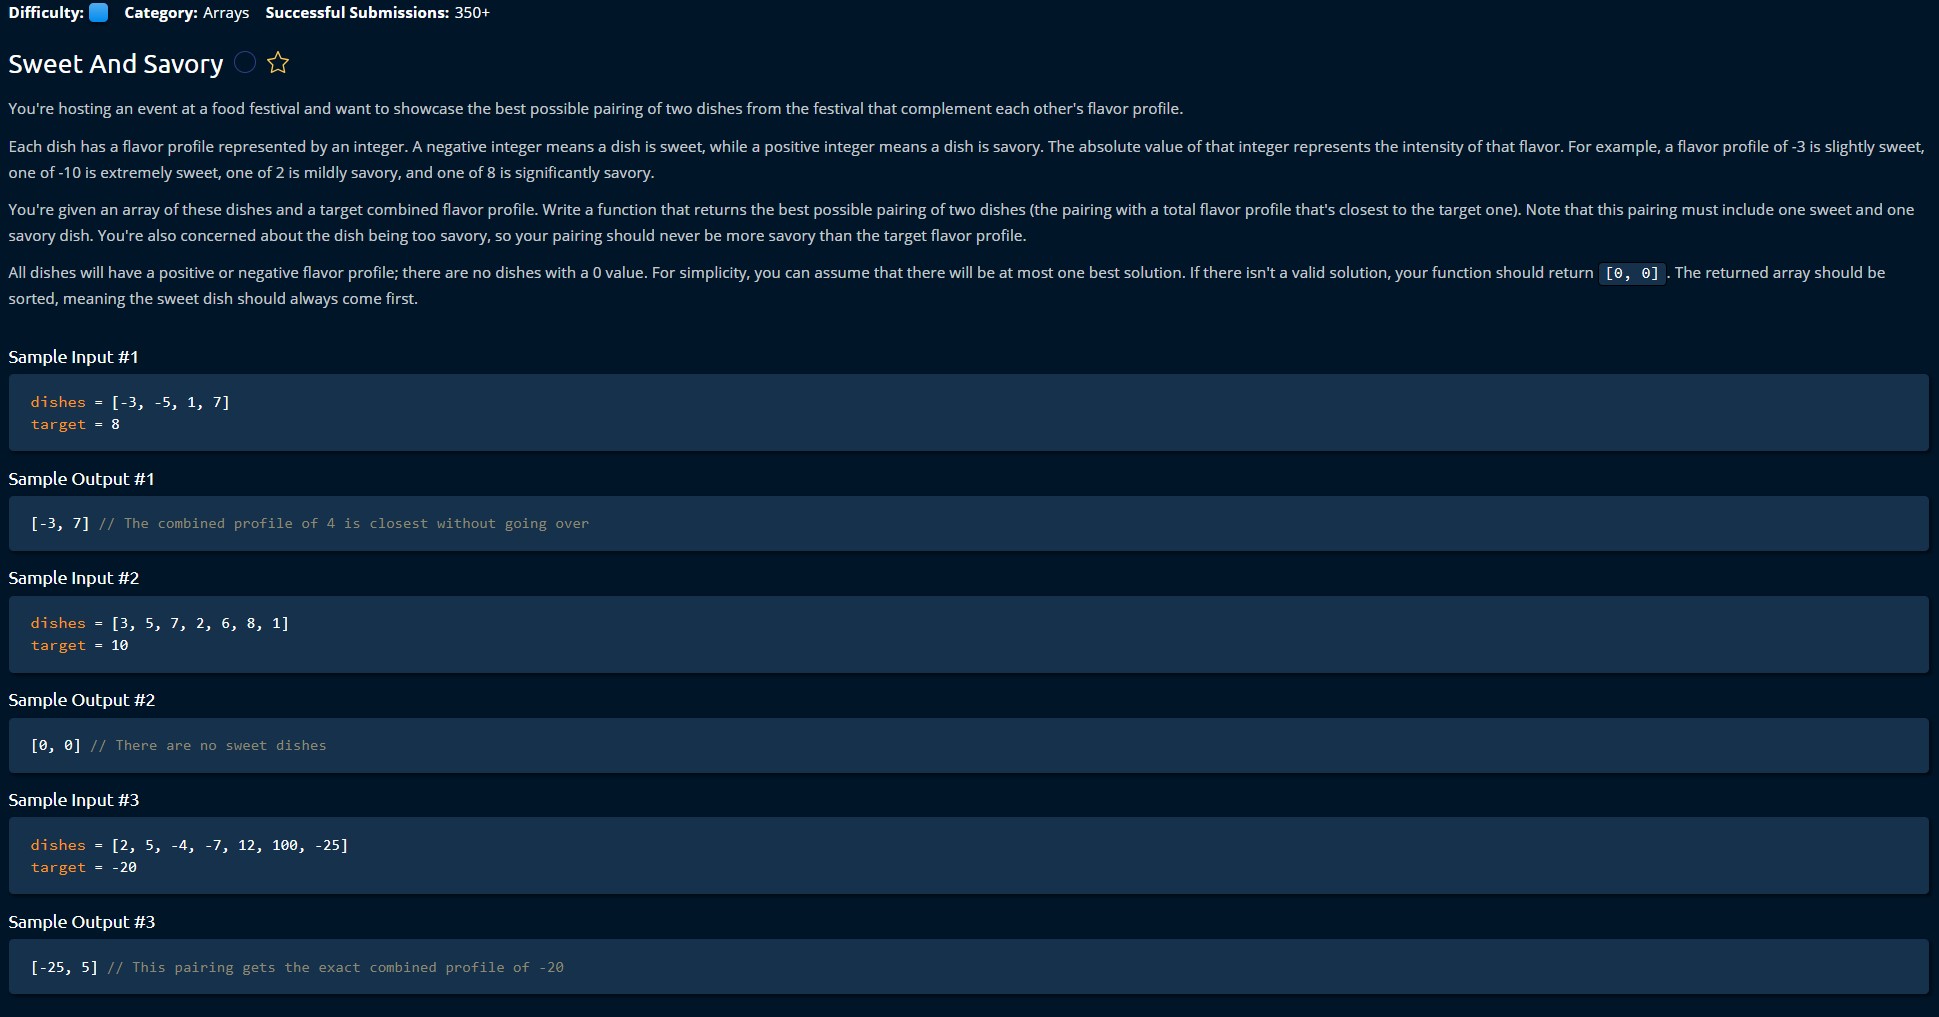 Difficulty: Category: Arrays Successful Submissions: 350+
Sweet And Savory
You're hosting an event at a food festival and want to showcase the best possible pairing of two dishes from the festival that complement each other's flavor profile.
Each dish has a flavor profile represented by an integer. A negative integer means a dish is sweet, while a positive integer means a dish is savory. The absolute value of that integer represents the intensity of that flavor. For example, a flavor profile of -3 is slightly sweet,
one of -10 is extremely sweet, one of 2 is mildly savory, and one of 8 is significantly savory.
You're given an array of these dishes and a target combined flavor profile. Write a function that returns the best possible pairing of two dishes (the pairing with a total flavor profile that's closest to the target one). Note that this pairing must include one sweet and one
savory dish. You're also concerned about the dish being too savory, so your pairing should never be more savory than the target flavor profile.
All dishes will have a positive or negative flavor profile; there are no dishes with a 0 value. For simplicity, you can assume that there will be at most one best solution. If there isn't a valid solution, your function should return [0, 0] . The returned array should be
sorted, meaning the sweet dish should always come first.
Sample Input #1
dishes = [-3, -5, 1, 7]
target = 8
Sample Output #1
[-3, 7] // The combined profile of 4 is closest without going over
Sample Input #2
dishes = [3, 5, 7, 2, 6, 8, 1]
target = 10
Sample Output #2
[0, 0] // There are no sweet dishes
Sample Input #3
dishes = [2, 5, -4, -7, 12, 100, -25]
target = -20
Sample Output #3
[-25, 5] // This pairing gets the exact combined profile of -20